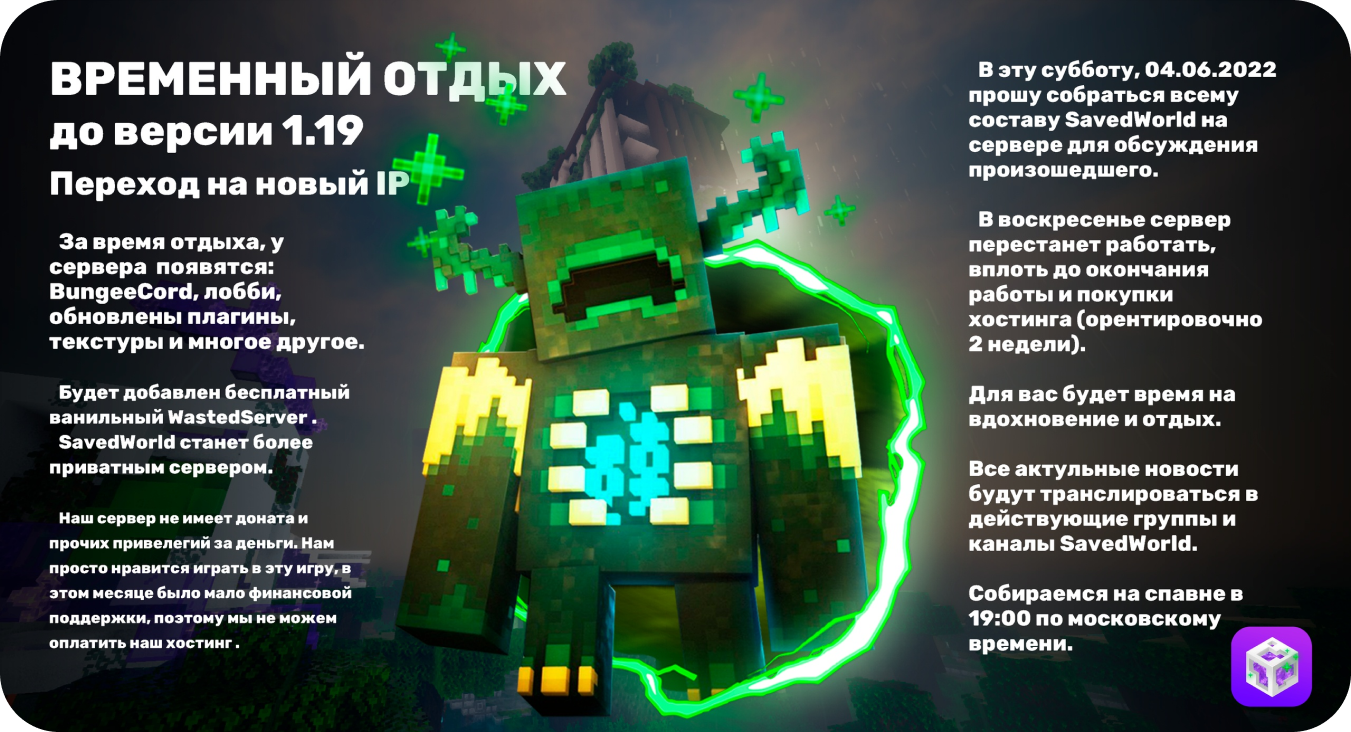 ВРЕМЕННЫЙ ОТДЫХ
до версии 1.19
Переход на новый IP
За время отдыха, у
сервера появятся:
BungeeCord, лобби,
обновлены плагины,
текстуры и многое другое.
Будет добавлен бесплатный
ванильный WastedServer .
SavedWorld станет более
приватным сервером.
Наш сервер не имеет доната и
прочих привелегий за деньги. Нам
просто нравится играть в эту игру, в
этом месяце было мало финансовой
поддержки, поэтому мы не можем
оплатить наш хостинг .
В эту субботу, 04.06.2022
прошу собраться всему
составу SavedWorld на
сервере для обсуждения
произошедшего.
В воскресенье сервер
перестанет работать,
вплоть до окончания
работы и покупки
хостинга (орентировочно
2 недели).
Для вас будет время на
вдохновение и отдых.
Все актульные новости
будут транслироваться в
действующие группы и
каналы SavedWorld.
Собираемся на спавне в
19:00 по московскому
времени.